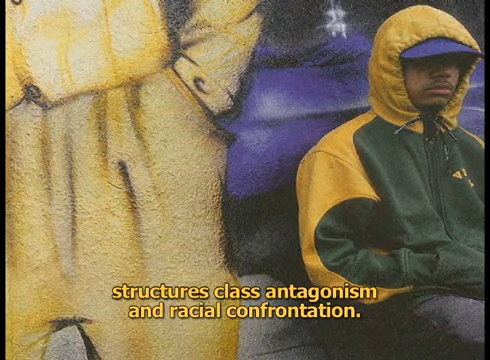 structures class antagonism
and racial confrontation.